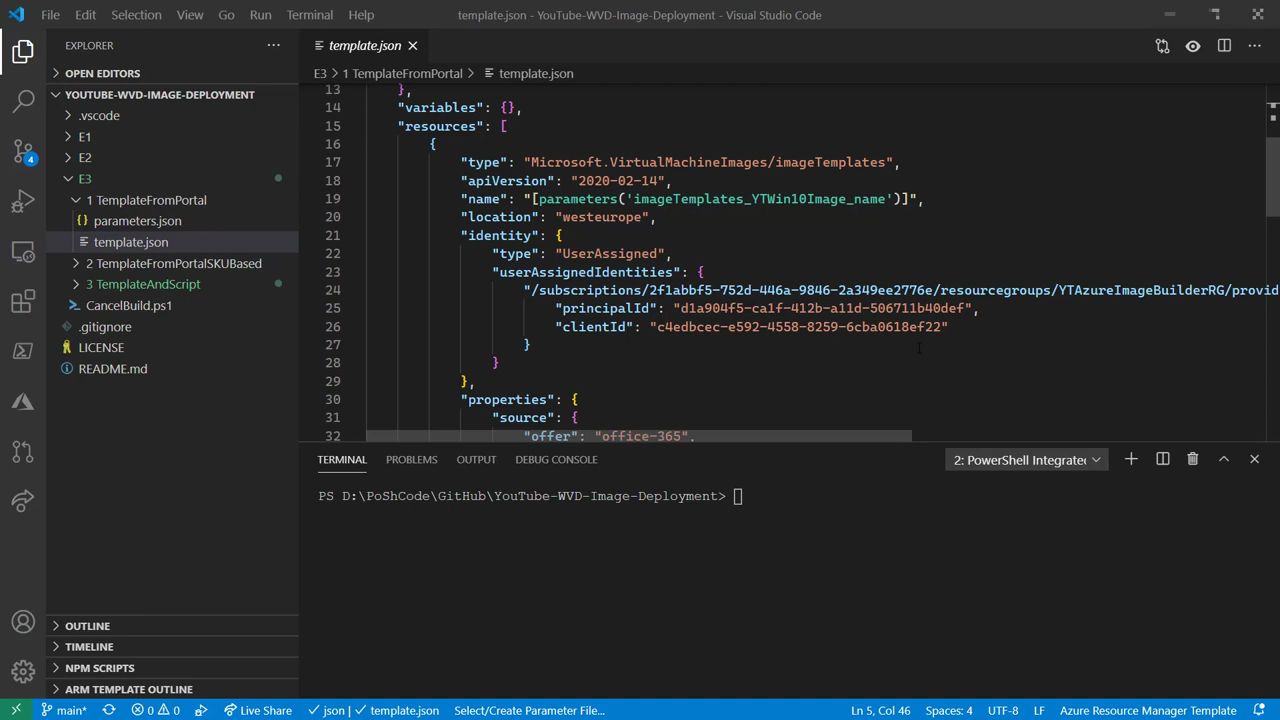 File Edit Selection View Go Run Terminal Help
template.json - YouTube-WVD-Image-Deployment - Visual Studio Code
EXPLORER
OPEN EDITORS
YOUTUBE-WVD-IMAGE-DEPLOYMENT
.vscode
E1
E2
E3
1 TemplateFromPortal
parameters.json
template.json
2 TemplateFromPortalSKUBased
3 TemplateAndScript
CancelBuild.ps1
.gitignore
LICENSE
README.md
OUTLINE
TIMELINE
NPM SCRIPTS
ARM TEMPLATE OUTLINE
4
template.json
E3 > 1 TemplateFromPortal > template.json
13 },
14 "variables": {},
15 "resources": [
16 {
17 "type": "Microsoft.VirtualMachineImages/imageTemplates",
18 "apiVersion": "2020-02-14",
19 "name": "[parameters('imageTemplates_YTWin10Image_name')]",
20 "location": "westeurope",
21 "identity": {
22 "type": "UserAssigned",
23 "userAssignedIdentities": {
24 "/subscriptions/2f1abbf5-752d-446a-9846-2a349ee2776e/resourcegroups/YTAzureImageBuilderRG/provid
25 "principalId": "d1a904f5-ca1f-412b-a11d-506711b40def",
26 "clientId": "c4edbcec-e592-4558-8259-6cba0618ef22"
27 }
28 }
29 },
30 "properties": {
31 "source": {
32 "offer": "office-365",
TERMINAL PROBLEMS OUTPUT DEBUG CONSOLE
2: PowerShell Integrated
PS D:\PoShCode\GitHub\YouTube-WVD-Image-Deployment>
main* 0 0 Live Share json | template.json Select/Create Parameter File... Ln 5, Col 46 Spaces: 4 UTF-8 LF Azure Resource Manager Template